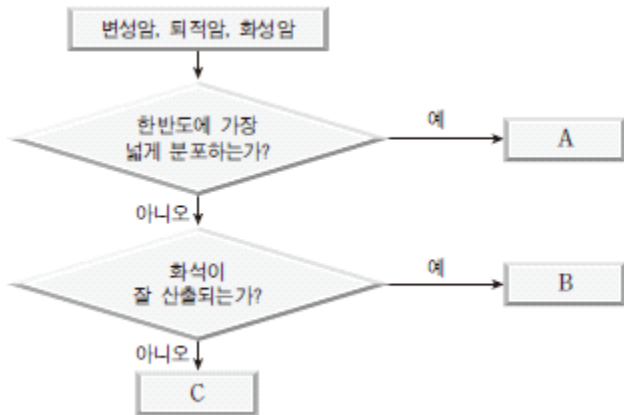 변성암, 퇴적암, 화성암
한반도에 가장
넓게 분포하는가?
예
A
아니오
화석이
잘 산출되는가?
예
B
아니오
C